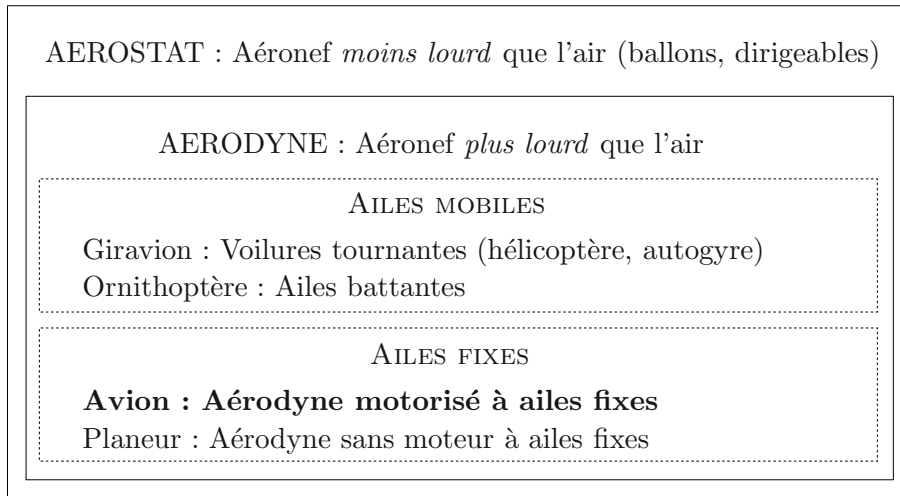 AEROSTAT : Aéronef moins lourd que l'air (ballons, dirigeables)
AERODYNE : Aéronef plus lourd que l'air
AILES MOBILES
Giravion : Voilures tournantes (hélicoptère, autogyre)
Ornithoptère : Ailes battantes
AILES FIXES
Avion : Aérodyne motorisé à ailes fixes
Planeur : Aérodyne sans moteur à ailes fixes